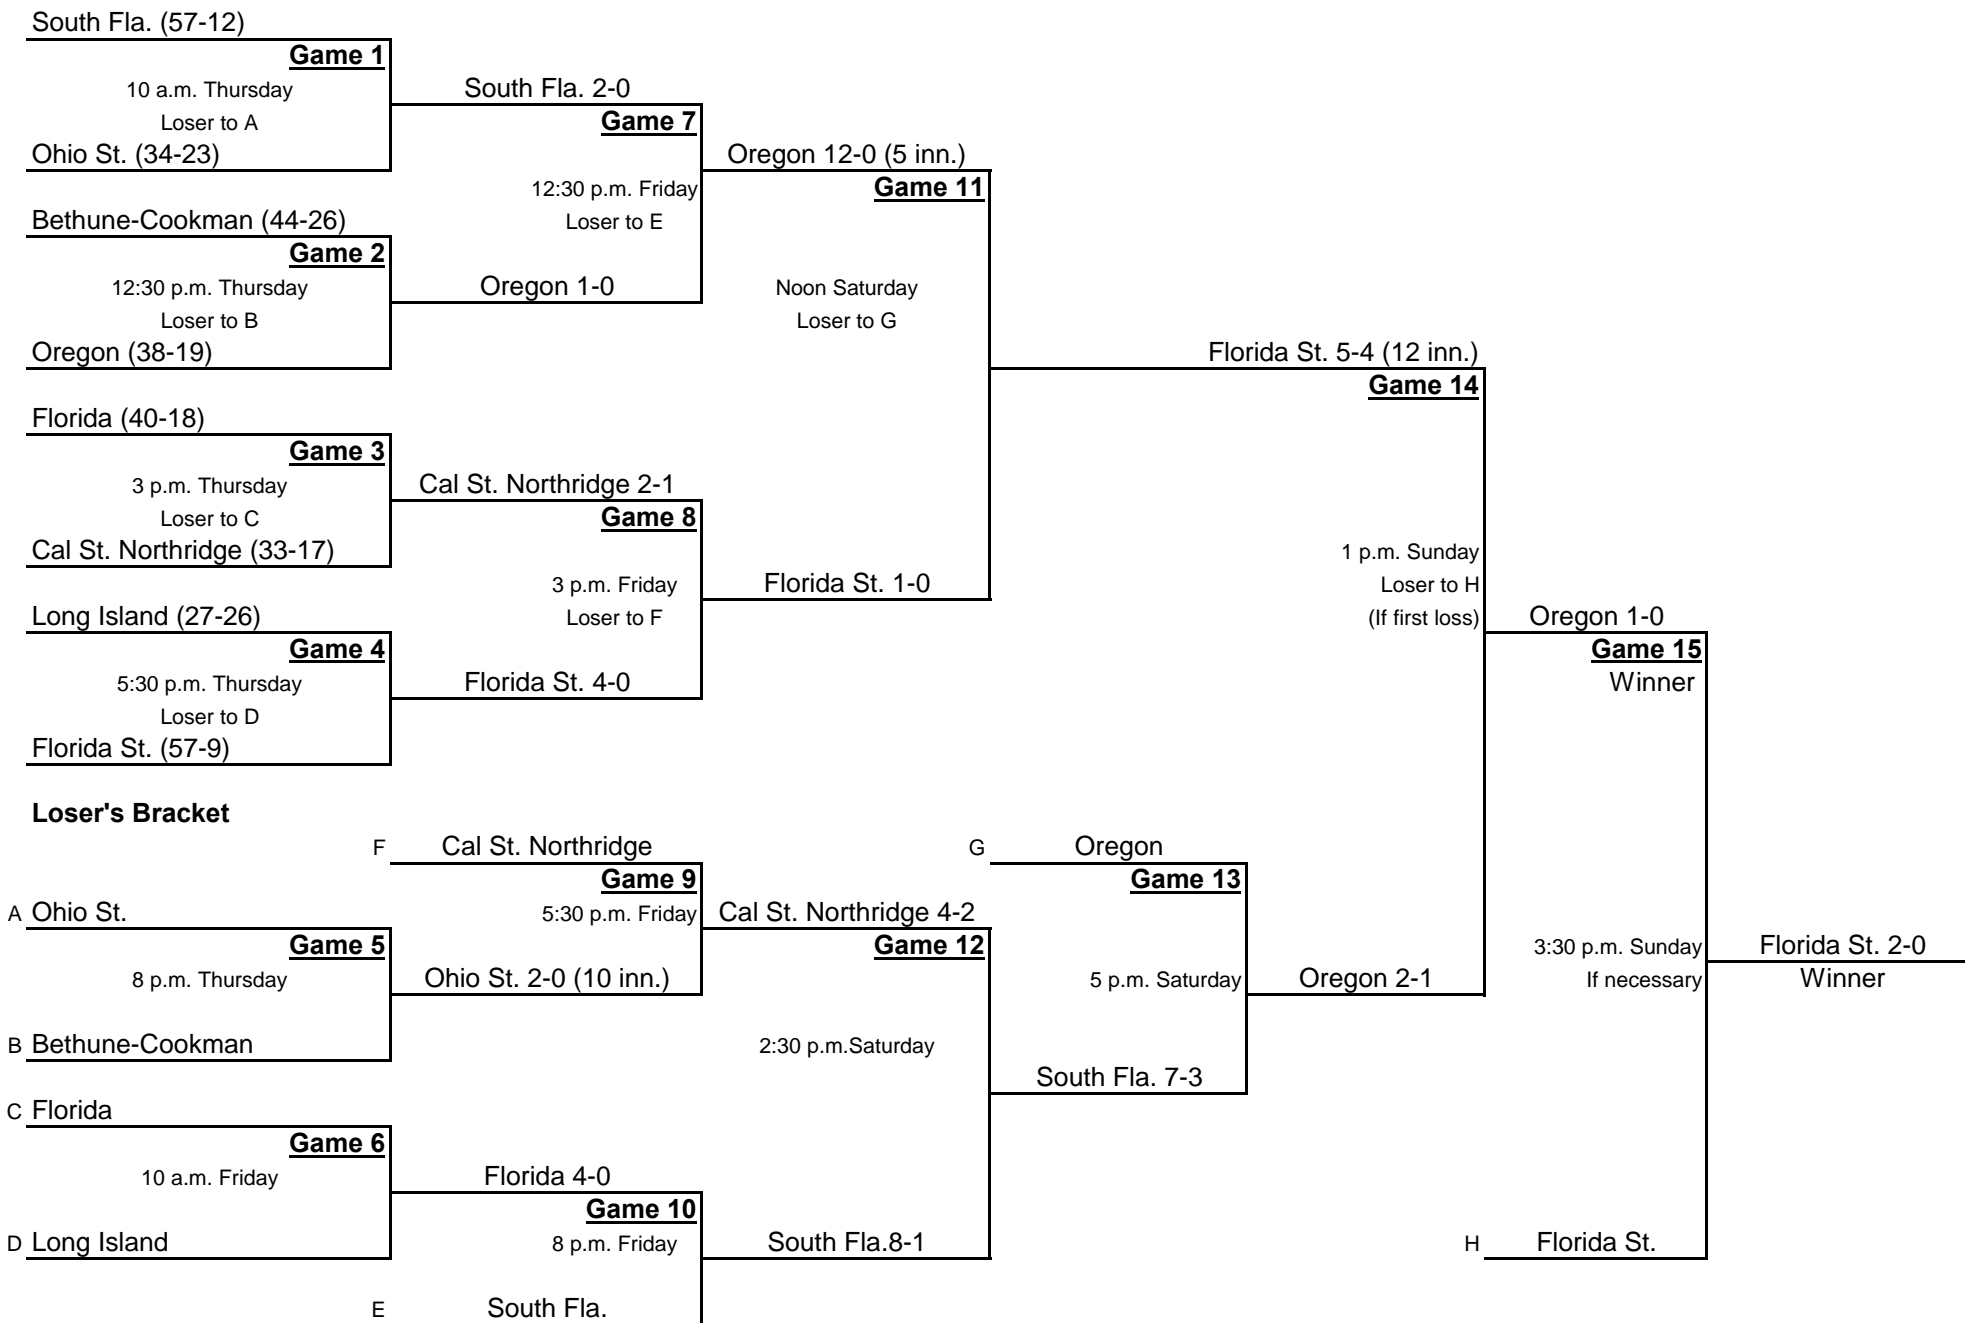 South Fla. (57-12)
Game 1
10 a.m. Thursday
Loser to A
Ohio St. (34-23)
South Fla. 2-0
Game 7
12:30 p.m. Friday
Loser to E
Bethune-Cookman (44-26)
Game 2
12:30 p.m. Thursday
Loser to B
Oregon (38-19)
Oregon 1-0
Oregon 12-0 (5 inn.)
Game 11
Noon Saturday
Loser to G
Florida (40-18)
Game 3
3 p.m. Thursday
Loser to C
Cal St. Northridge (33-17)
Cal St. Northridge 2-1
Game 8
3 p.m. Friday
Loser to F
Long Island (27-26)
Game 4
5:30 p.m. Thursday
Loser to D
Florida St. (57-9)
Florida St. 4-0
Florida St. 1-0
Florida St. 5-4 (12 inn.)
Game 14
1 p.m. Sunday
Loser to H
(If first loss)
Oregon 1-0
Game 15
Winner
Loser's Bracket
F
Cal St. Northridge
Game 9
5:30 p.m. Friday
A Ohio St.
Game 5
8 p.m. Thursday
B Bethune-Cookman
Ohio St. 2-0 (10 inn.)
Cal St. Northridge 4-2
Game 12
2:30 p.m.Saturday
C Florida
Game 6
10 a.m. Friday
D Long Island
Florida 4-0
Game 10
8 p.m. Friday
E
South Fla.
South Fla.8-1
G
Oregon
Game 13
5 p.m. Saturday
South Fla. 7-3
Oregon 2-1
3:30 p.m. Sunday
If necessary
H
Florida St.
Florida St. 2-0
Winner